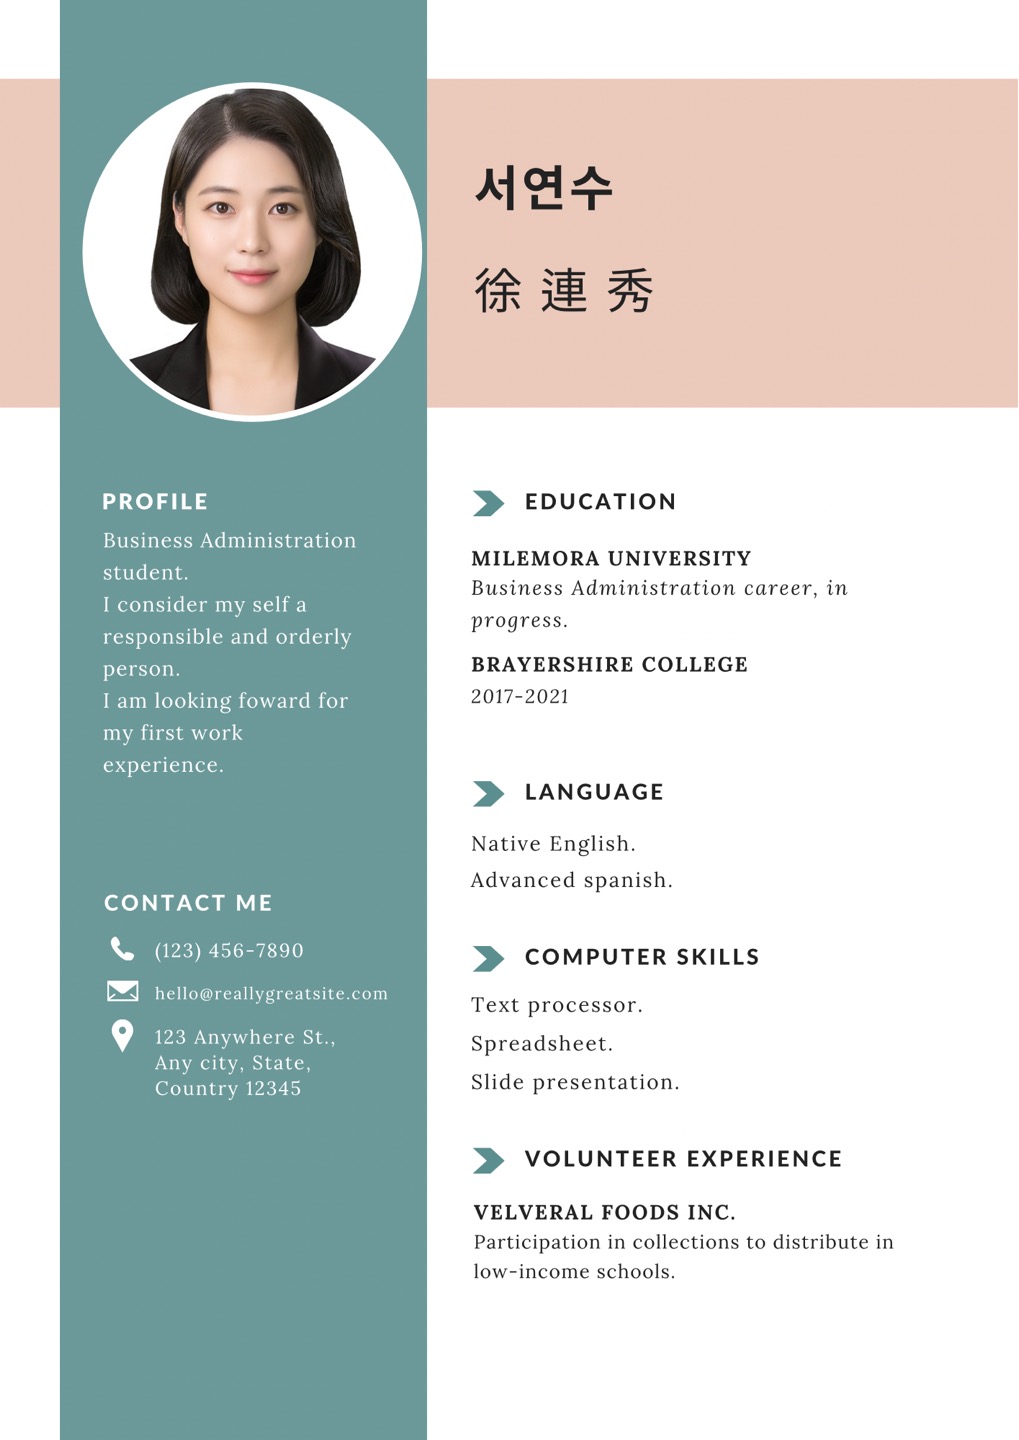 서연수
徐連秀
PROFILE
Business Administration
student.
I consider my self a
responsible and orderly
person.
I am looking foward for
my first work
experience.
CONTACT ME
(123) 456-7890
hello@reallygreatsite.com
123 Anywhere St.,
Any city, State,
Country 12345
EDUCATION
MILEMORA UNIVERSITY
Business Administration career, in
progress.
BRAYERSHIRE COLLEGE
2017-2021
LANGUAGE
Native English.
Advanced spanish.
COMPUTER SKILLS
Text processor.
Spreadsheet.
Slide presentation.
VOLUNTEER EXPERIENCE
VELVERAL FOODS INC.
Participation in collections to distribute in
low-income schools.